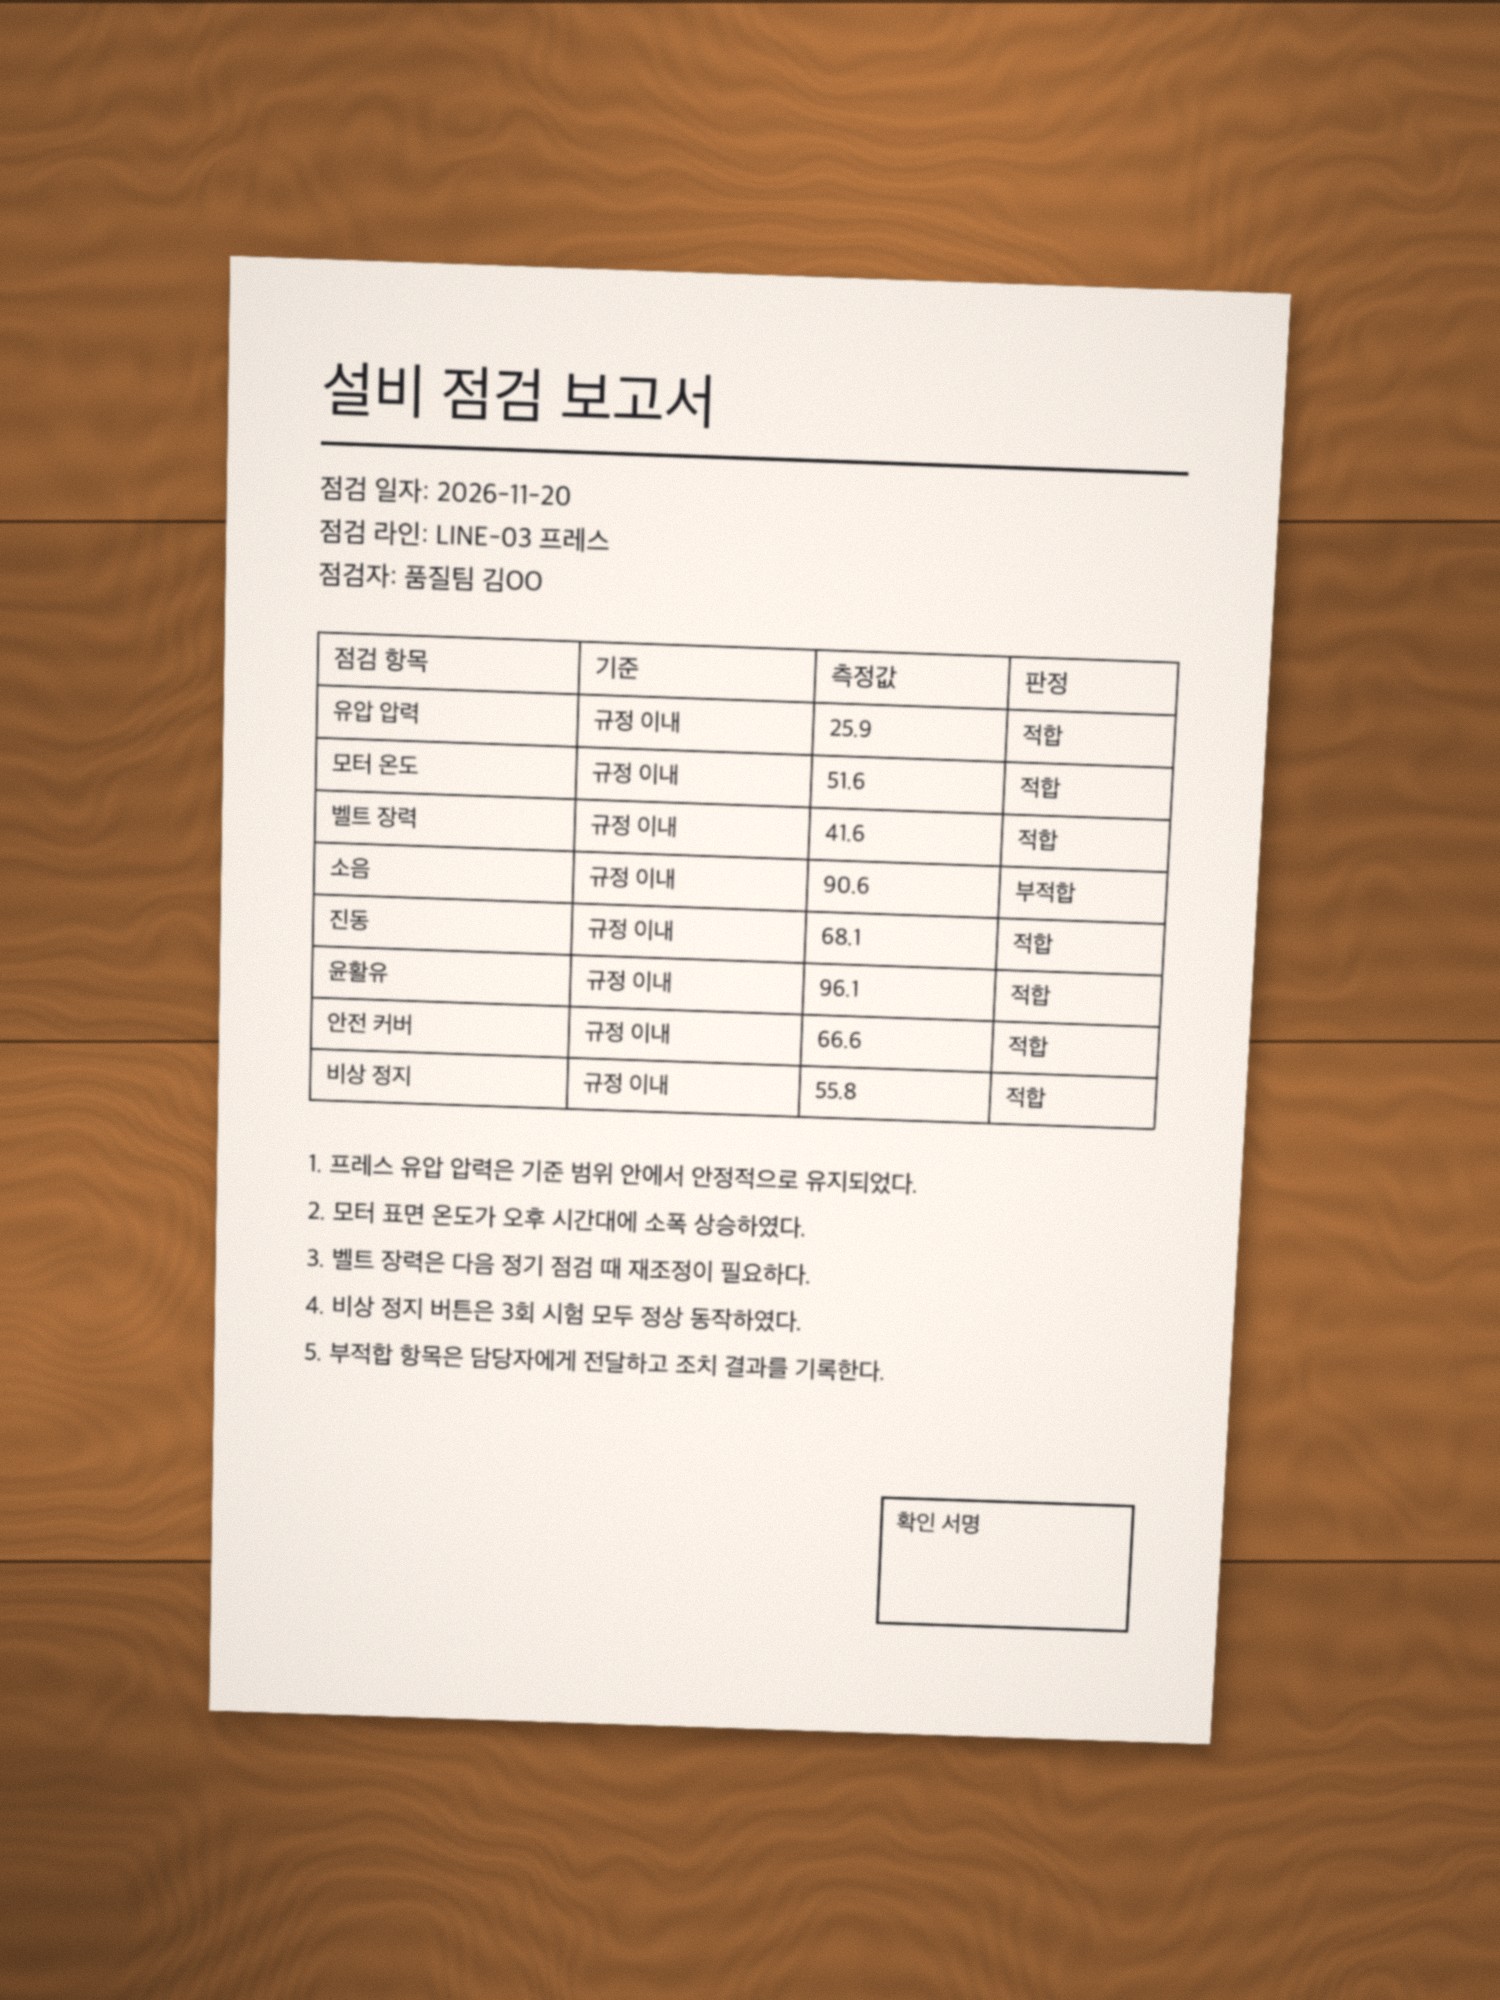 설비 점검 보고서
점검 일자: 2026-11-20
점검 라인: LINE-03 프레스
점검자: 품질팀 김OO
점검 항목 기준 측정값 판정
유압 압력 규정 이내 25.9 적합
모터 온도 규정 이내 51.6 적합
벨트 장력 규정 이내 41.6 적합
소음 규정 이내 90.6 부적합
진동 규정 이내 68.1 적합
윤활유 규정 이내 96.1 적합
안전 커버 규정 이내 66.6 적합
비상 정지 규정 이내 55.8 적합
1. 프레스 유압 압력은 기준 범위 안에서 안정적으로 유지되었다.
2. 모터 표면 온도가 오후 시간대에 소폭 상승하였다.
3. 벨트 장력은 다음 정기 점검 때 재조정이 필요하다.
4. 비상 정지 버튼은 3회 시험 모두 정상 동작하였다.
5. 부적합 항목은 담당자에게 전달하고 조치 결과를 기록한다.
확인 서명